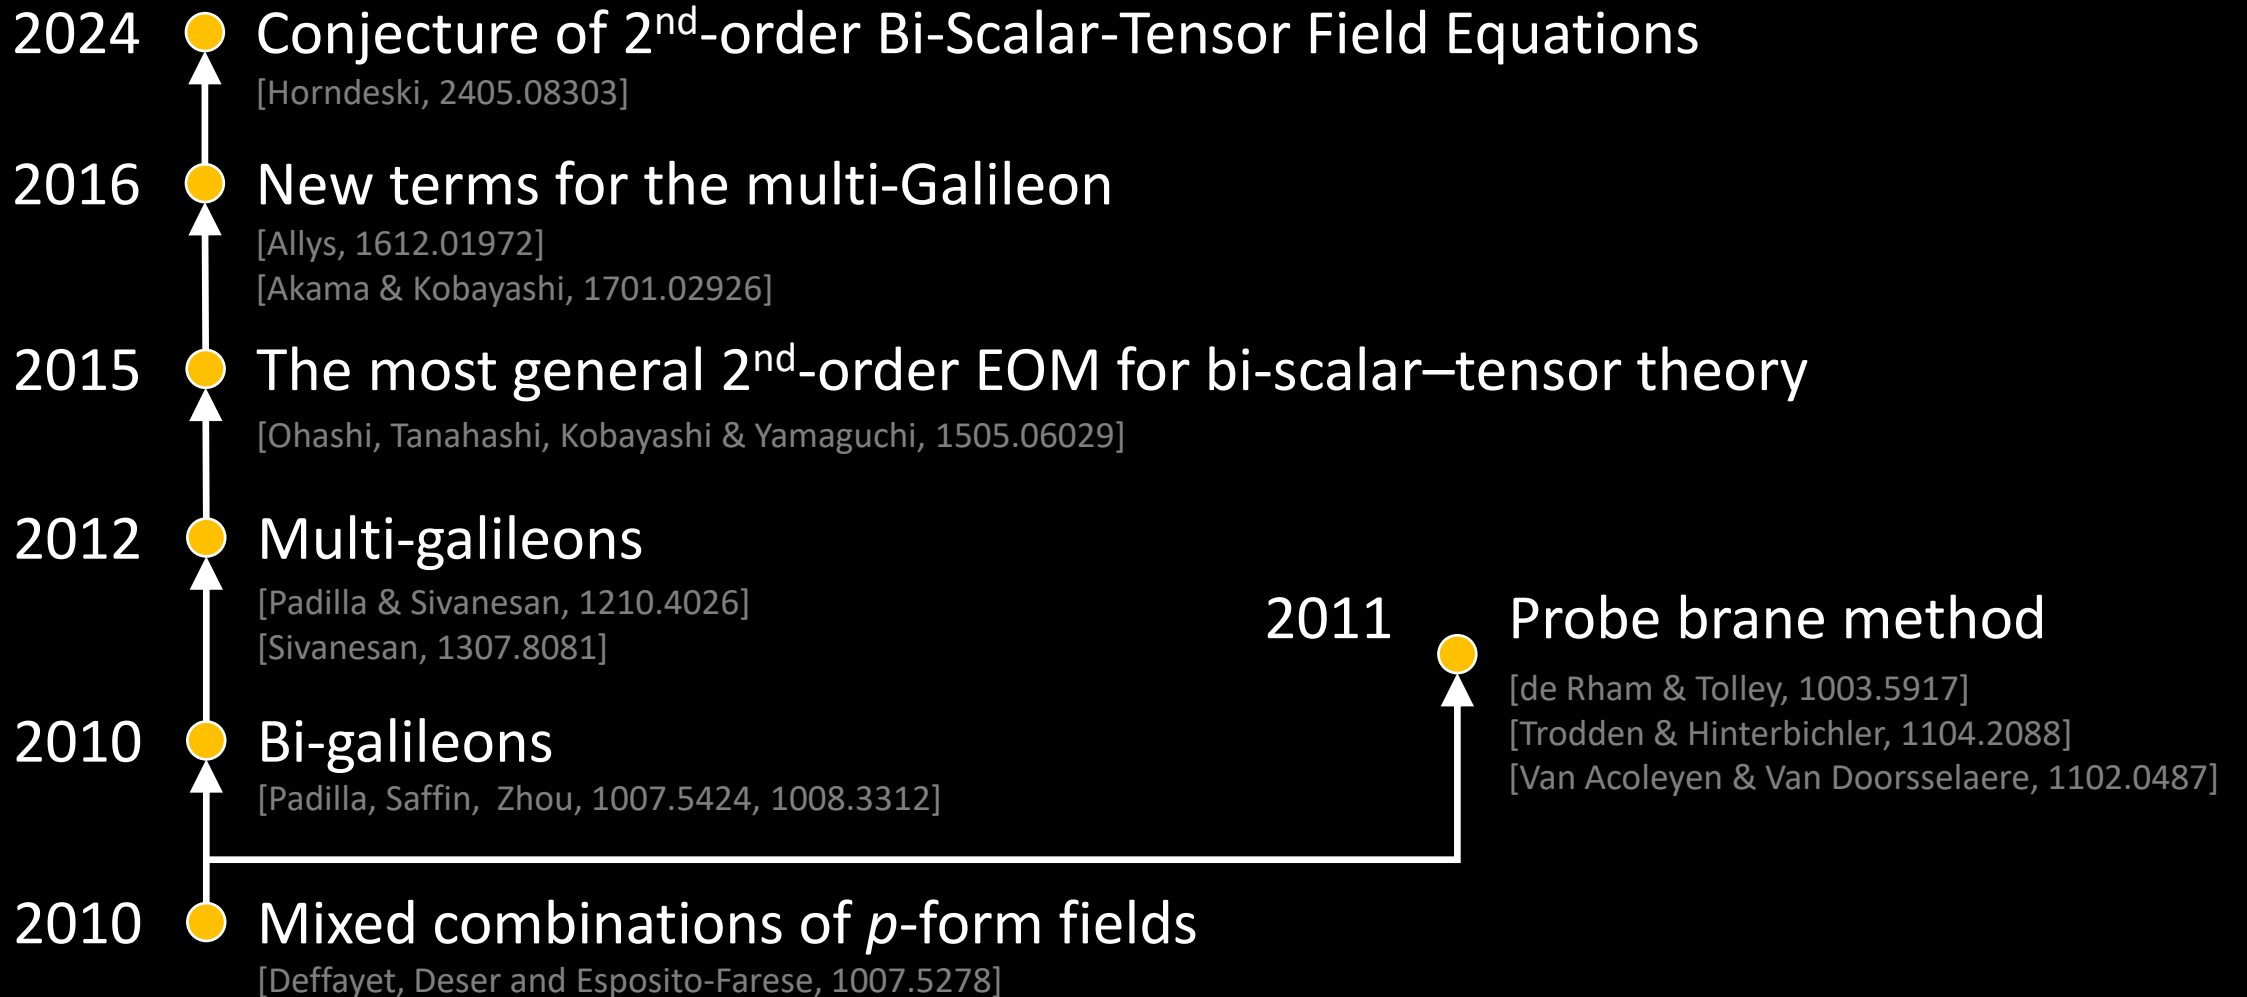 2024 Conjecture of 2nd-order Bi-Scalar-Tensor Field Equations
[Horndeski, 2405.08303]
2016 New terms for the multi-Galileon
[Allys, 1612.01972]
[Akama & Kobayashi, 1701.02926]
2015 The most general 2nd-order EOM for bi-scalar–tensor theory
[Ohashi, Tanahashi, Kobayashi & Yamaguchi, 1505.06029]
2012 Multi-galileons
[Padilla & Sivanesan, 1210.4026]
[Sivanesan, 1307.8081]
2011 Probe brane method
[de Rham & Tolley, 1003.5917]
[Trodden & Hinterbichler, 1104.2088]
[Van Acoleyen & Van Doorsselaere, 1102.0487]
2010 Bi-galileons
[Padilla, Saffin, Zhou, 1007.5424, 1008.3312]
2010 Mixed combinations of p-form fields
[Deffayet, Deser and Esposito-Farese, 1007.5278]